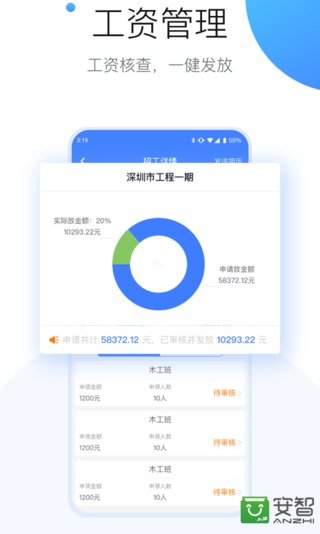 工资管理
工资核查，一健发放
3:19
59%
招工详情
发送简历
深圳市工程一期
实际放金额：20%
10293.22元
申请放金额
58372.12元
申请共计 58372.12 元，已审核并发放 10293.22 元
木工班
申领金额
申领人数
1200元
10人
待审核
木工班
申领金额
申领人数
1200元
10人
待审核
木工班
申领金额
申领人数
1200元
10人
待审核
安智
ANZHI